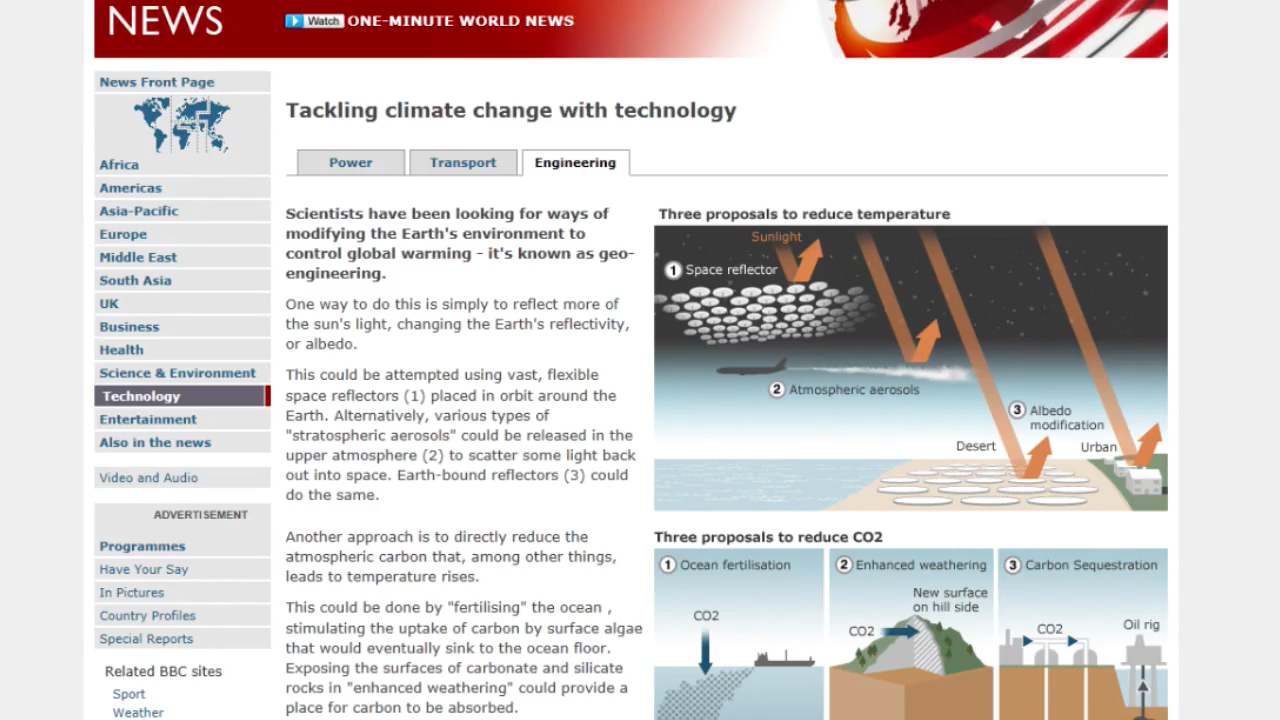 NEWS
Watch ONE-MINUTE WORLD NEWS
News Front Page
Africa
Americas
Asia-Pacific
Europe
Middle East
South Asia
UK
Business
Health
Science & Environment
Technology
Entertainment
Also in the news
Video and Audio
ADVERTISEMENT
Programmes
Have Your Say
In Pictures
Country Profiles
Special Reports
Related BBC sites
Sport
Weather
Tackling climate change with technology
Power
Transport
Engineering
Scientists have been looking for ways of
modifying the Earth's environment to
control global warming - it's known as geo-
engineering.
One way to do this is simply to reflect more of
the sun's light, changing the Earth's reflectivity,
or albedo.
This could be attempted using vast, flexible
space reflectors (1) placed in orbit around the
Earth. Alternatively, various types of
"stratospheric aerosols" could be released in the
upper atmosphere (2) to scatter some light back
out into space. Earth-bound reflectors (3) could
do the same.
Another approach is to directly reduce the
atmospheric carbon that, among other things,
leads to temperature rises.
This could be done by "fertilising" the ocean ,
stimulating the uptake of carbon by surface algae
that would eventually sink to the ocean floor.
Exposing the surfaces of carbonate and silicate
rocks in "enhanced weathering" could provide a
place for carbon to be absorbed.
Three proposals to reduce temperature
Sunlight
1 Space reflector
2 Atmospheric aerosols
3 Albedo
modification
Desert
Urban
Three proposals to reduce CO2
1 Ocean fertilisation
CO2
2 Enhanced weathering
New surface
on hill side
CO2
3 Carbon Sequestration
CO2
Oil rig